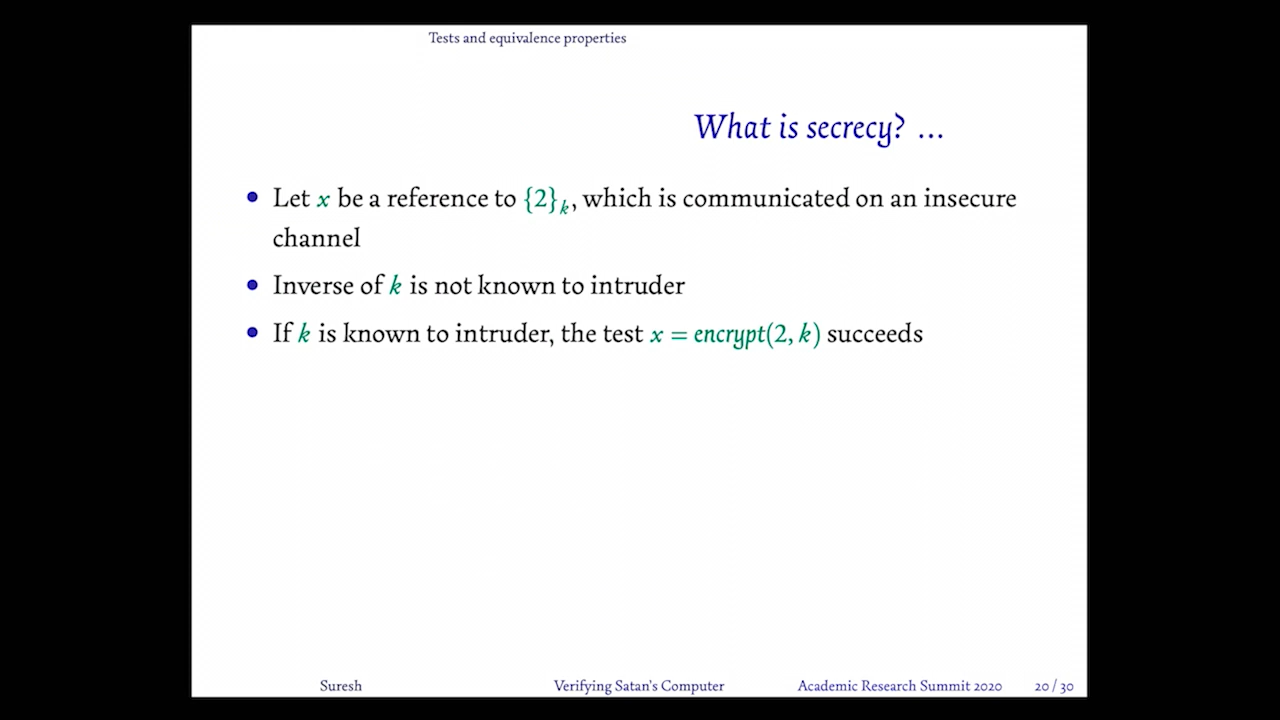 Tests and equivalence properties
What is secrecy? ...
• Let x be a reference to {2}ₖ, which is communicated on an insecure
channel
• Inverse of k is not known to intruder
• If k is known to intruder, the test x = encrypt(2, k) succeeds
Suresh Verifying Satan's Computer Academic Research Summit 2020 20 / 30